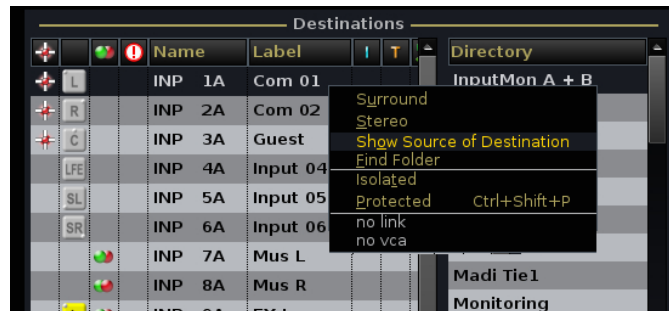 Destinations
! Name Label I T Directory
L INP 1A Com 01 InputMon A + B
R INP 2A Com 02
C INP 3A Guest
LFE INP 4A Input 04
SL INP 5A Input 05
SR INP 6A Input 06
INP 7A Mus L
INP 8A Mus R
Surround
Stereo
Show Source of Destination
Find Folder
Isolated
Protected Ctrl+Shift+P
no link
no vca
Madi Tie1
Monitoring